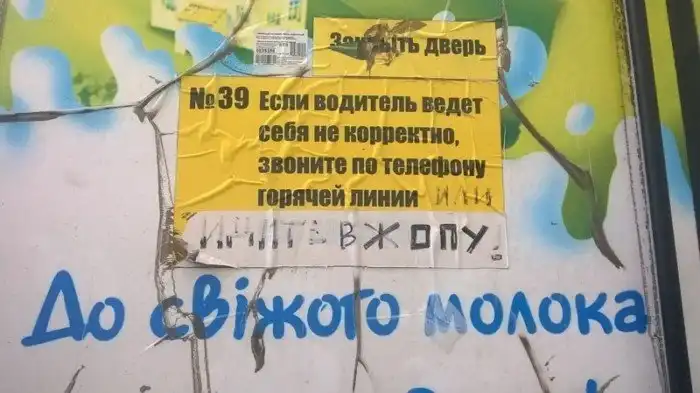 Закрыть дверь
№39 Если водитель ведет
себя не корректно,
звоните по телефону
горячей линии или
В ЖОПУ!
До свіжого молока